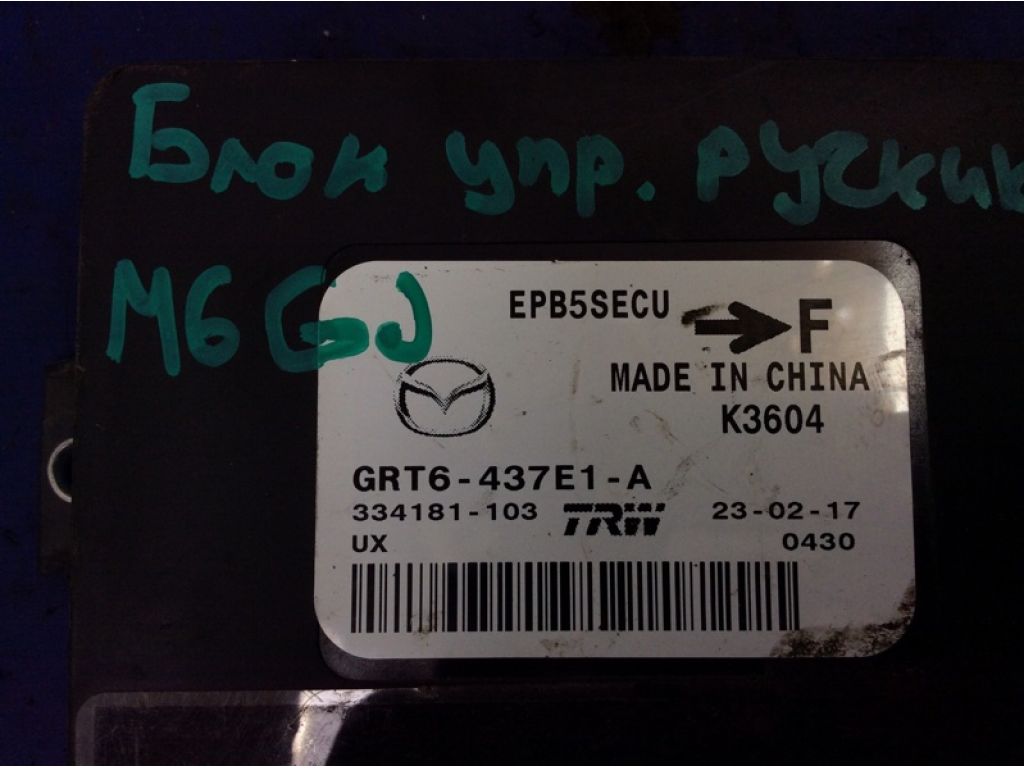 Блок упр. ручник
M6 GJ
EPB5SECU
F
MADE IN CHINA
K3604
GRT6-437E1-A
334181-103 TRW 23-02-17
UX 0430